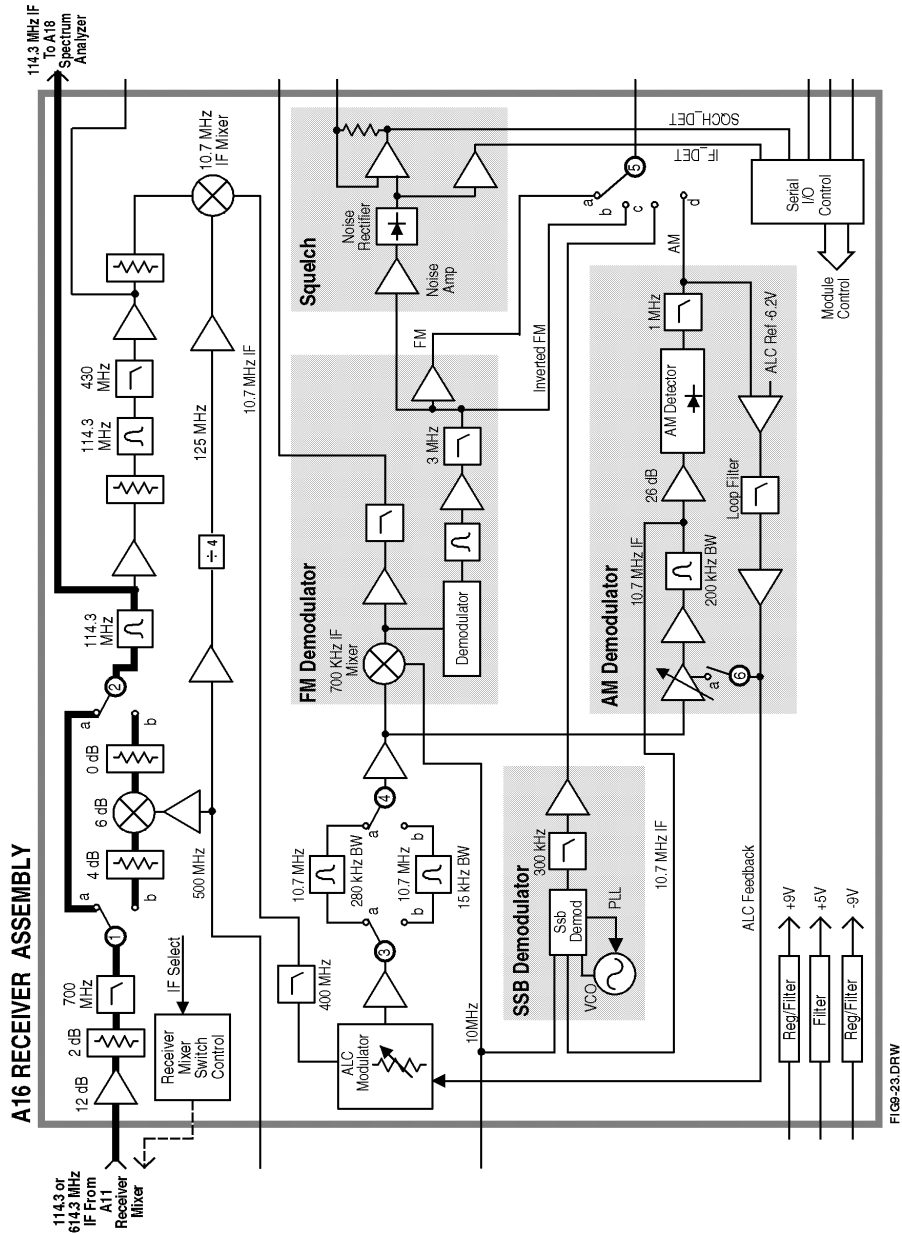 A16 RECEIVER ASSEMBLY
114.3 or
614.3 MHz
IF From
A11
Receiver
Mixer
12 dB
2 dB
700
MHz
1
a
b
4 dB
6 dB
0 dB
a
b
2
114.3
MHz
114.3
MHz
430
MHz
114.3 MHz IF
To A18
Spectrum
Analyzer
Receiver
Mixer
Switch
Control
IF Select
500 MHz
÷ 4
125 MHz
10.7 MHz
IF Mixer
10.7 MHz IF
400 MHz
ALC
Modulator
3
a
b
10.7 MHz
280 kHz BW
10.7 MHz
15 kHz BW
a
b
4
FM Demodulator
700 KHz IF
Mixer
Demodulator
3 MHz
FM
Inverted FM
Squelch
Noise
Amp
Noise
Rectifier
SQCH_DET
IF_DET
a
b
c
d
5
10MHz
SSB Demodulator
Ssb
Demod
VCO
PLL
300 kHz
10.7 MHz IF
AM Demodulator
10.7 MHz IF
200 kHz BW
26 dB
AM Detector
1 MHz
AM
a
6
Loop Filter
ALC Ref -6.2V
ALC Feedback
Serial
I/O
Control
Module
Control
Reg/Filter
+9V
Filter
+5V
Reg/Filter
-9V
FIG9-23.DRW